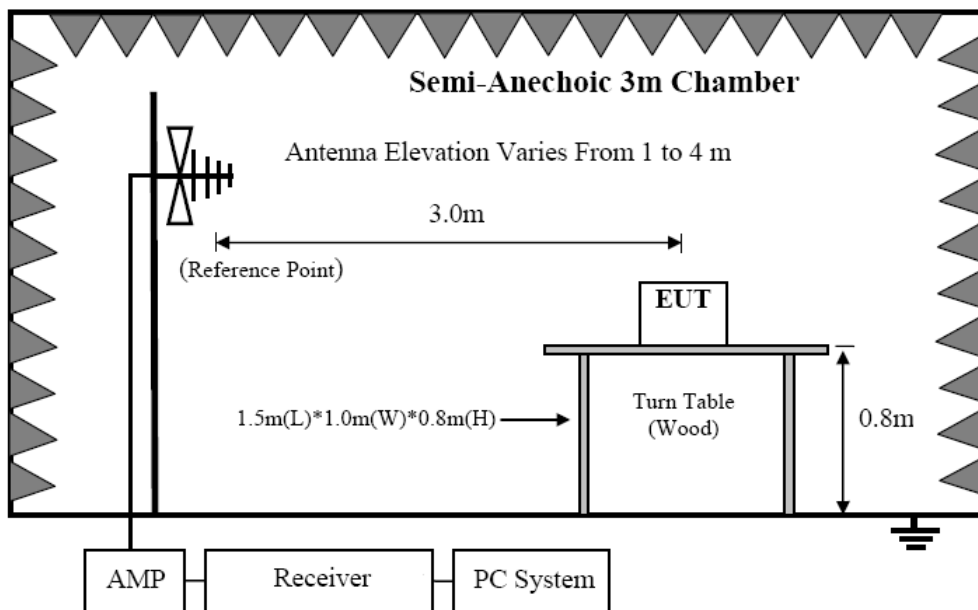 Semi-Anechoic 3m Chamber
Antenna Elevation Varies From 1 to 4 m
3.0m
(Reference Point)
EUT
1.5m(L)*1.0m(W)*0.8m(H)
Turn Table
(Wood)
0.8m
AMP
Receiver
PC System